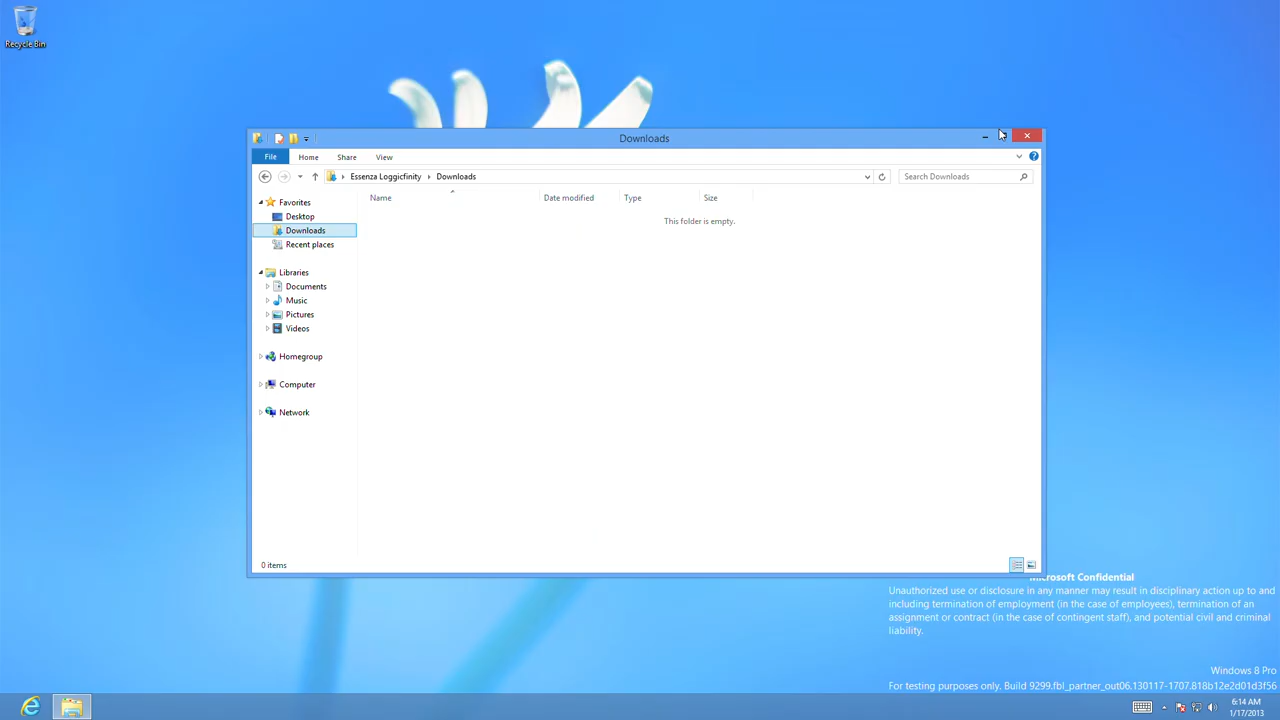 Recycle Bin
Downloads
File Home Share View
Essenza Loggicfinity Downloads
Search Downloads
Name Date modified Type Size
This folder is empty.
Favorites
Desktop
Downloads
Recent places
Libraries
Documents
Music
Pictures
Videos
Homegroup
Computer
Network
0 items
Microsoft Confidential
Unauthorized use or disclosure in any manner may result in disciplinary action up to and
including termination of employment (in the case of employees), termination of an
assignment or contract (in the case of contingent staff), and potential civil and criminal
liability.
Windows 8 Pro
For testing purposes only. Build 9299.fbl_partner_out06.130117-1707.818b12e2d01d3f56
6:14 AM
1/17/2013